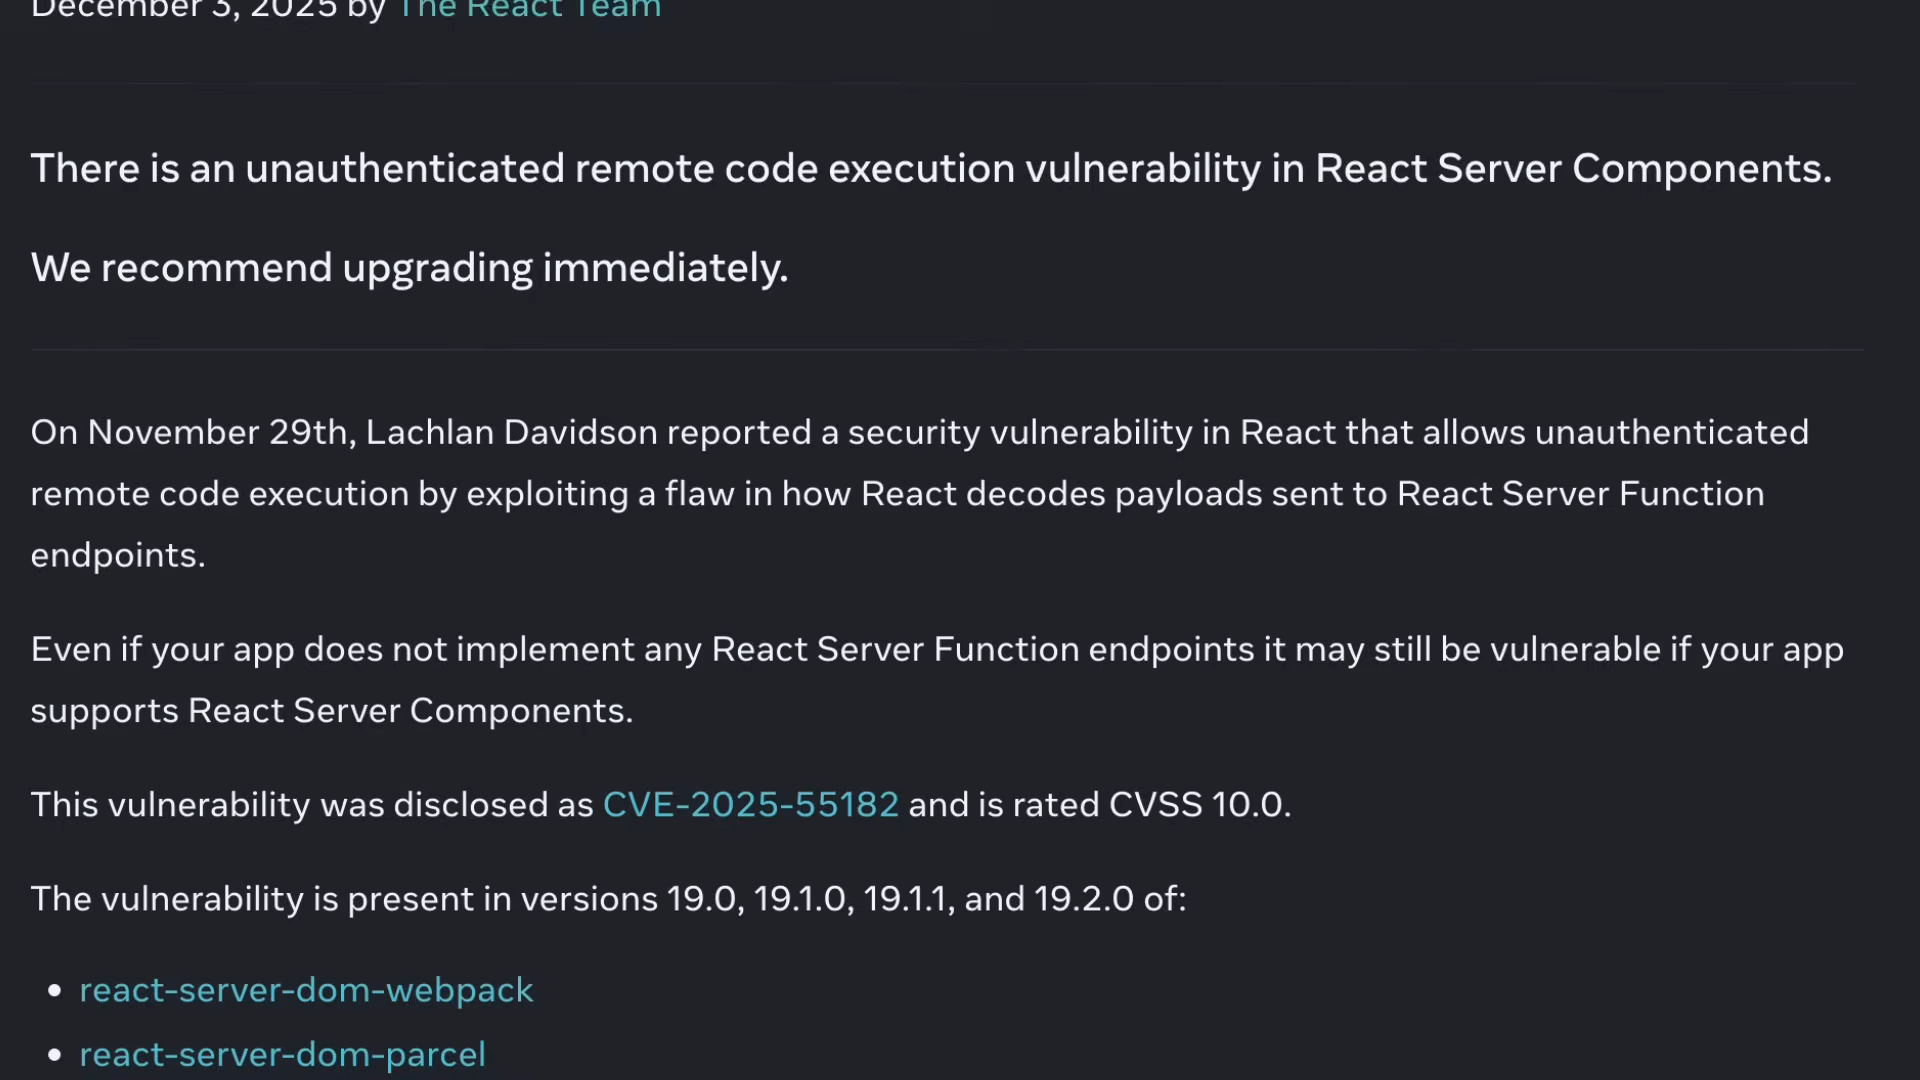 December 3, 2025 by The React Team
There is an unauthenticated remote code execution vulnerability in React Server Components.
We recommend upgrading immediately.
On November 29th, Lachlan Davidson reported a security vulnerability in React that allows unauthenticated
remote code execution by exploiting a flaw in how React decodes payloads sent to React Server Function
endpoints.
Even if your app does not implement any React Server Function endpoints it may still be vulnerable if your app
supports React Server Components.
This vulnerability was disclosed as CVE-2025-55182 and is rated CVSS 10.0.
The vulnerability is present in versions 19.0, 19.1.0, 19.1.1, and 19.2.0 of:
• react-server-dom-webpack
• react-server-dom-parcel